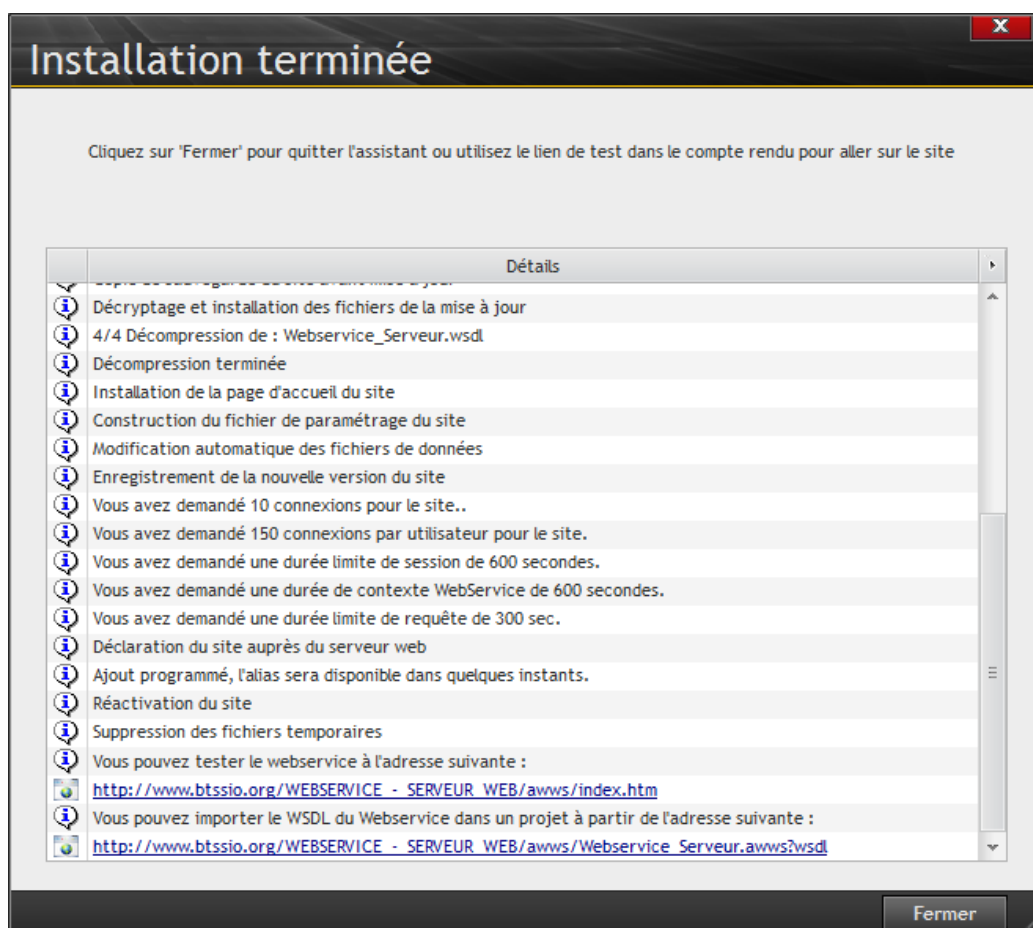 Installation terminée
x
Cliquez sur 'Fermer' pour quitter l'assistant ou utilisez le lien de test dans le compte rendu pour aller sur le site
Détails
Décryptage et installation des fichiers de la mise à jour
4/4 Décompression de : Webservice_Serveur.wsdl
Décompression terminée
Installation de la page d'accueil du site
Construction du fichier de paramétrage du site
Modification automatique des fichiers de données
Enregistrement de la nouvelle version du site
Vous avez demandé 10 connexions pour le site..
Vous avez demandé 150 connexions par utilisateur pour le site.
Vous avez demandé une durée limite de session de 600 secondes.
Vous avez demandé une durée de contexte WebService de 600 secondes.
Vous avez demandé une durée limite de requête de 300 sec.
Déclaration du site auprès du serveur web
Ajout programmé, l'alias sera disponible dans quelques instants.
Réactivation du site
Suppression des fichiers temporaires
Vous pouvez tester le webservice à l'adresse suivante :
http://www.btssio.org/WEBSERVICE_-_SERVEUR_WEB/awws/index.htm
Vous pouvez importer le WSDL du Webservice dans un projet à partir de l'adresse suivante :
http://www.btssio.org/WEBSERVICE_-_SERVEUR_WEB/awws/Webservice_Serveur.awws?wsdl
Fermer